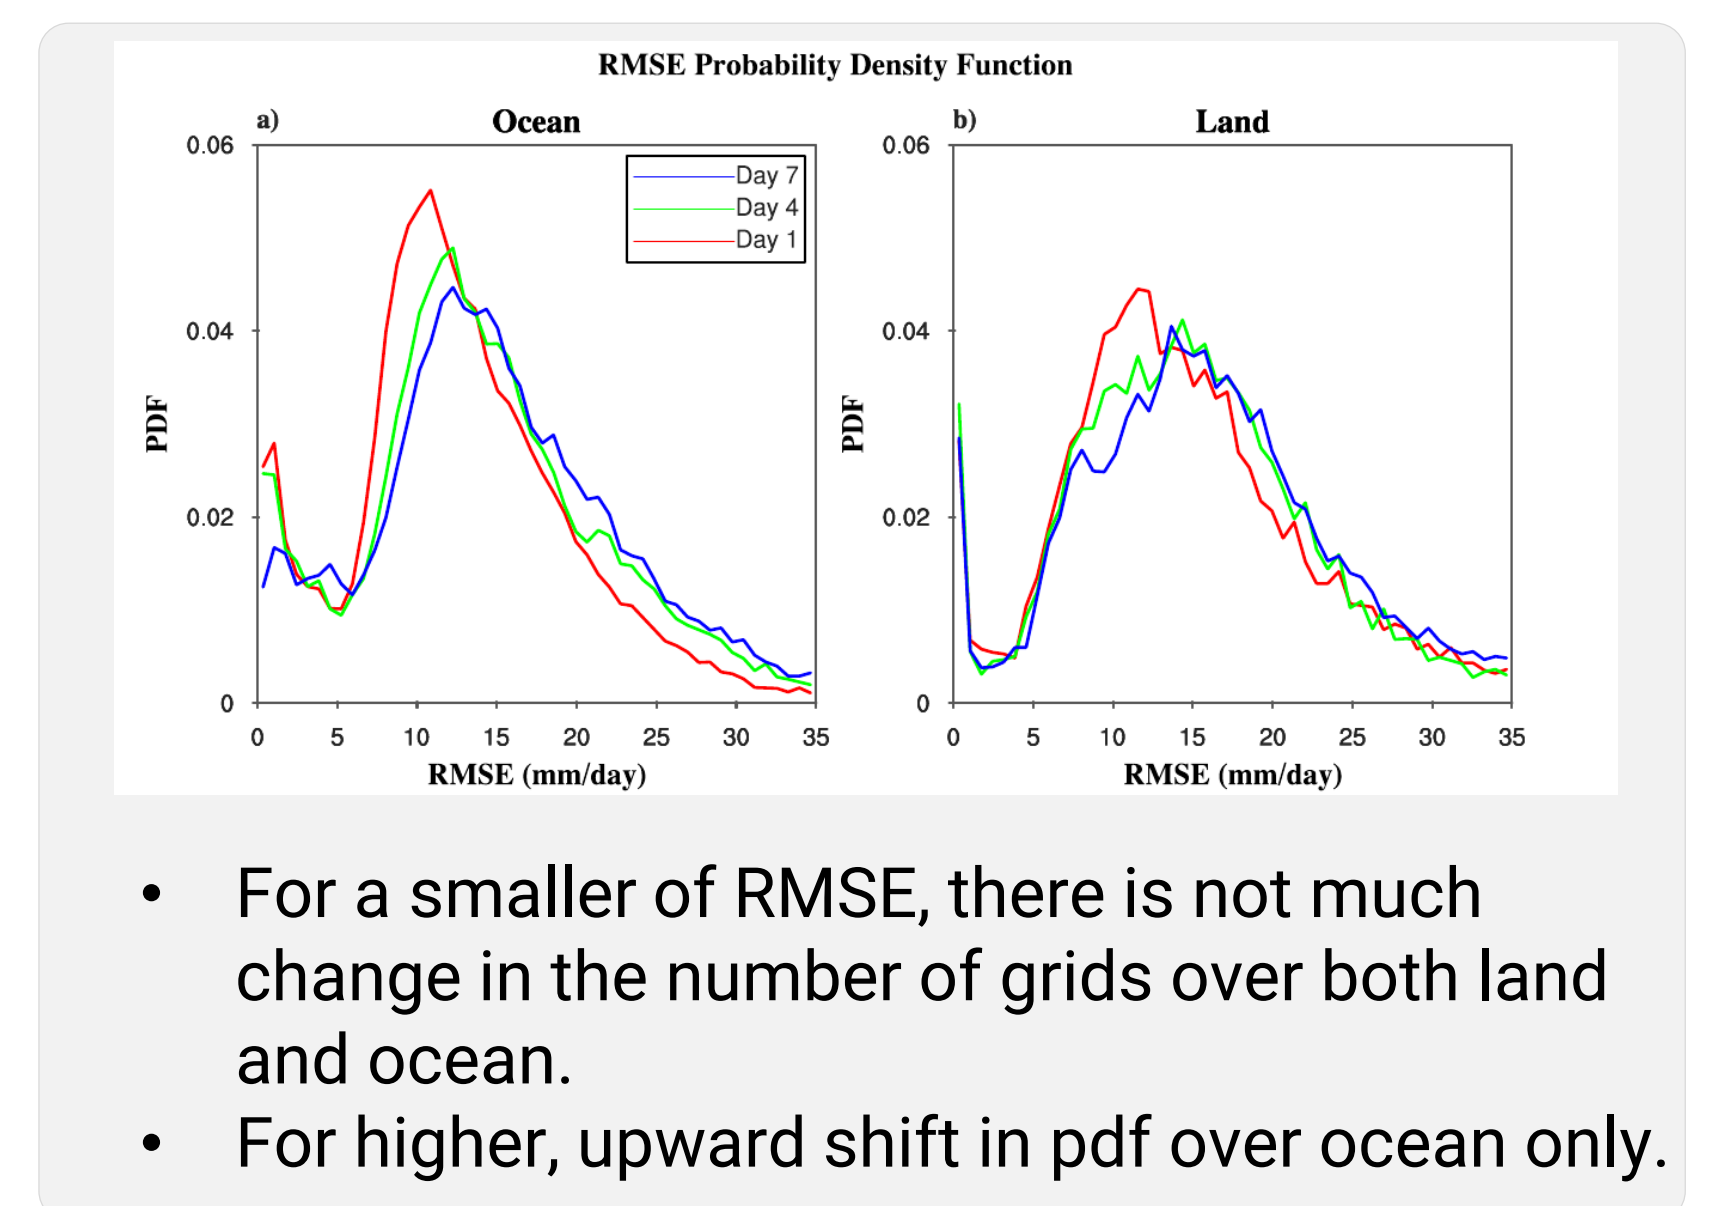 RMSE Probability Density Function
a)
Ocean
0.06
0.04
0.02
0
PDF
Day 7
Day 4
Day 1
0 5 10 15 20 25 30 35
RMSE (mm/day)
b)
Land
0.06
0.04
0.02
0
PDF
0 5 10 15 20 25 30 35
RMSE (mm/day)
• For a smaller of RMSE, there is not much
change in the number of grids over both land
and ocean.
• For higher, upward shift in pdf over ocean only.